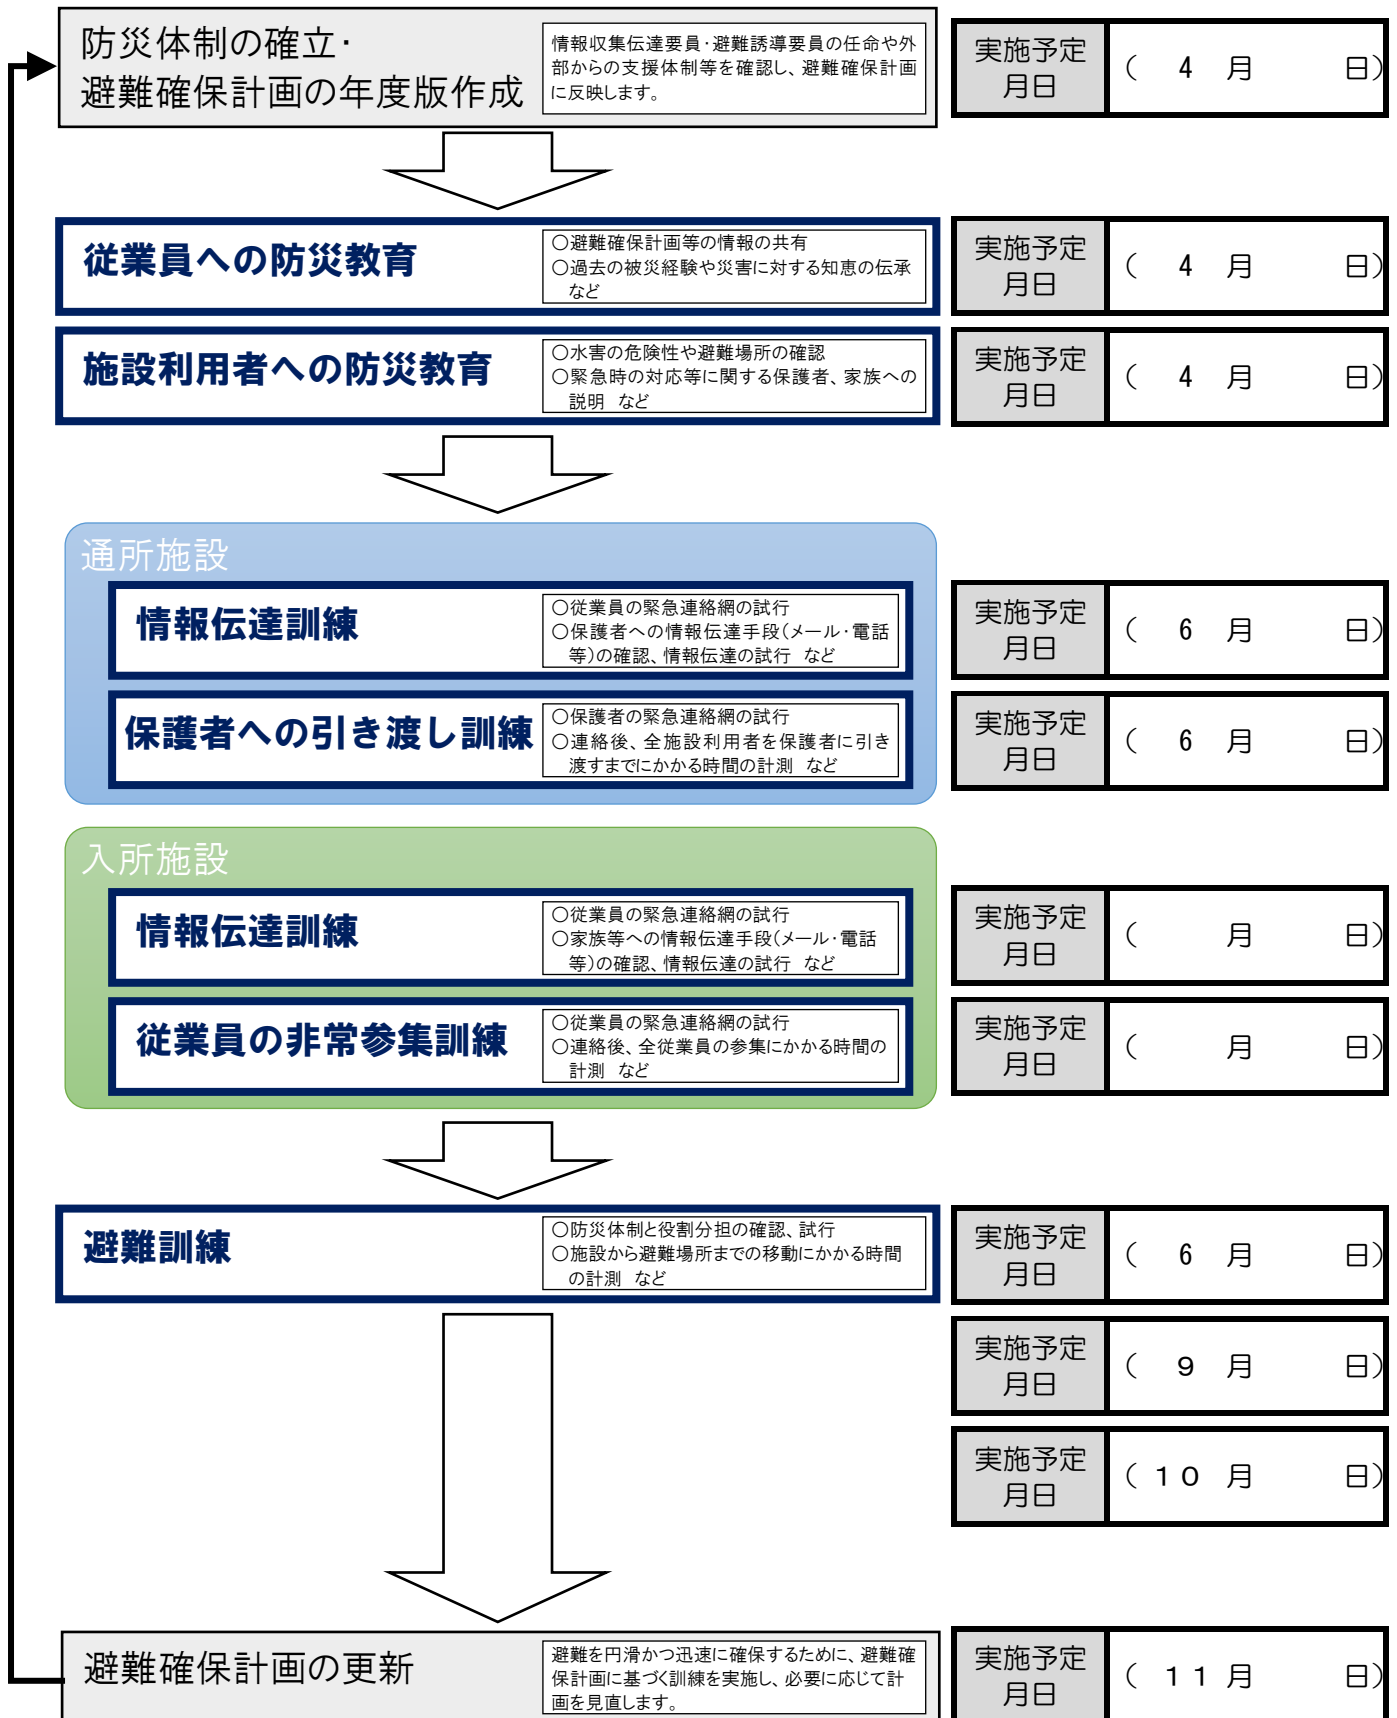 防災体制の確立・
避難確保計画の年度版作成
情報収集伝達要員・避難誘導要員の任命や外
部からの支援体制等を確認し、避難確保計画
に反映します。
実施予定
月日
（ 4 月 日）
従業員への防災教育
○避難確保計画等の情報の共有
○過去の被災経験や災害に対する知恵の伝承
など
実施予定
月日
（ 4 月 日）
施設利用者への防災教育
○水害の危険性や避難場所の確認
○緊急時の対応等に関する保護者、家族への
説明 など
実施予定
月日
（ 4 月 日）
通所施設
情報伝達訓練
○従業員の緊急連絡網の試行
○保護者への情報伝達手段（メール・電話
等）の確認、情報伝達の試行 など
実施予定
月日
（ 6 月 日）
保護者への引き渡し訓練
○保護者の緊急連絡網の試行
○連絡後、全施設利用者を保護者に引き
渡すまでにかかる時間の計測 など
実施予定
月日
（ 6 月 日）
入所施設
情報伝達訓練
○従業員の緊急連絡網の試行
○家族等への情報伝達手段（メール・電話
等）の確認、情報伝達の試行 など
実施予定
月日
（ 月 日）
従業員の非常参集訓練
○従業員の緊急連絡網の試行
○連絡後、全従業員の参集にかかる時間の
計測 など
実施予定
月日
（ 月 日）
避難訓練
○防災体制と役割分担の確認、試行
○施設から避難場所までの移動にかかる時間
の計測 など
実施予定
月日
（ 6 月 日）
実施予定
月日
（ ９ 月 日）
実施予定
月日
（ １０ 月 日）
避難確保計画の更新
避難を円滑かつ迅速に確保するために、避難確
保計画に基づく訓練を実施し、必要に応じて計
画を見直します。
実施予定
月日
（ １１ 月 日）